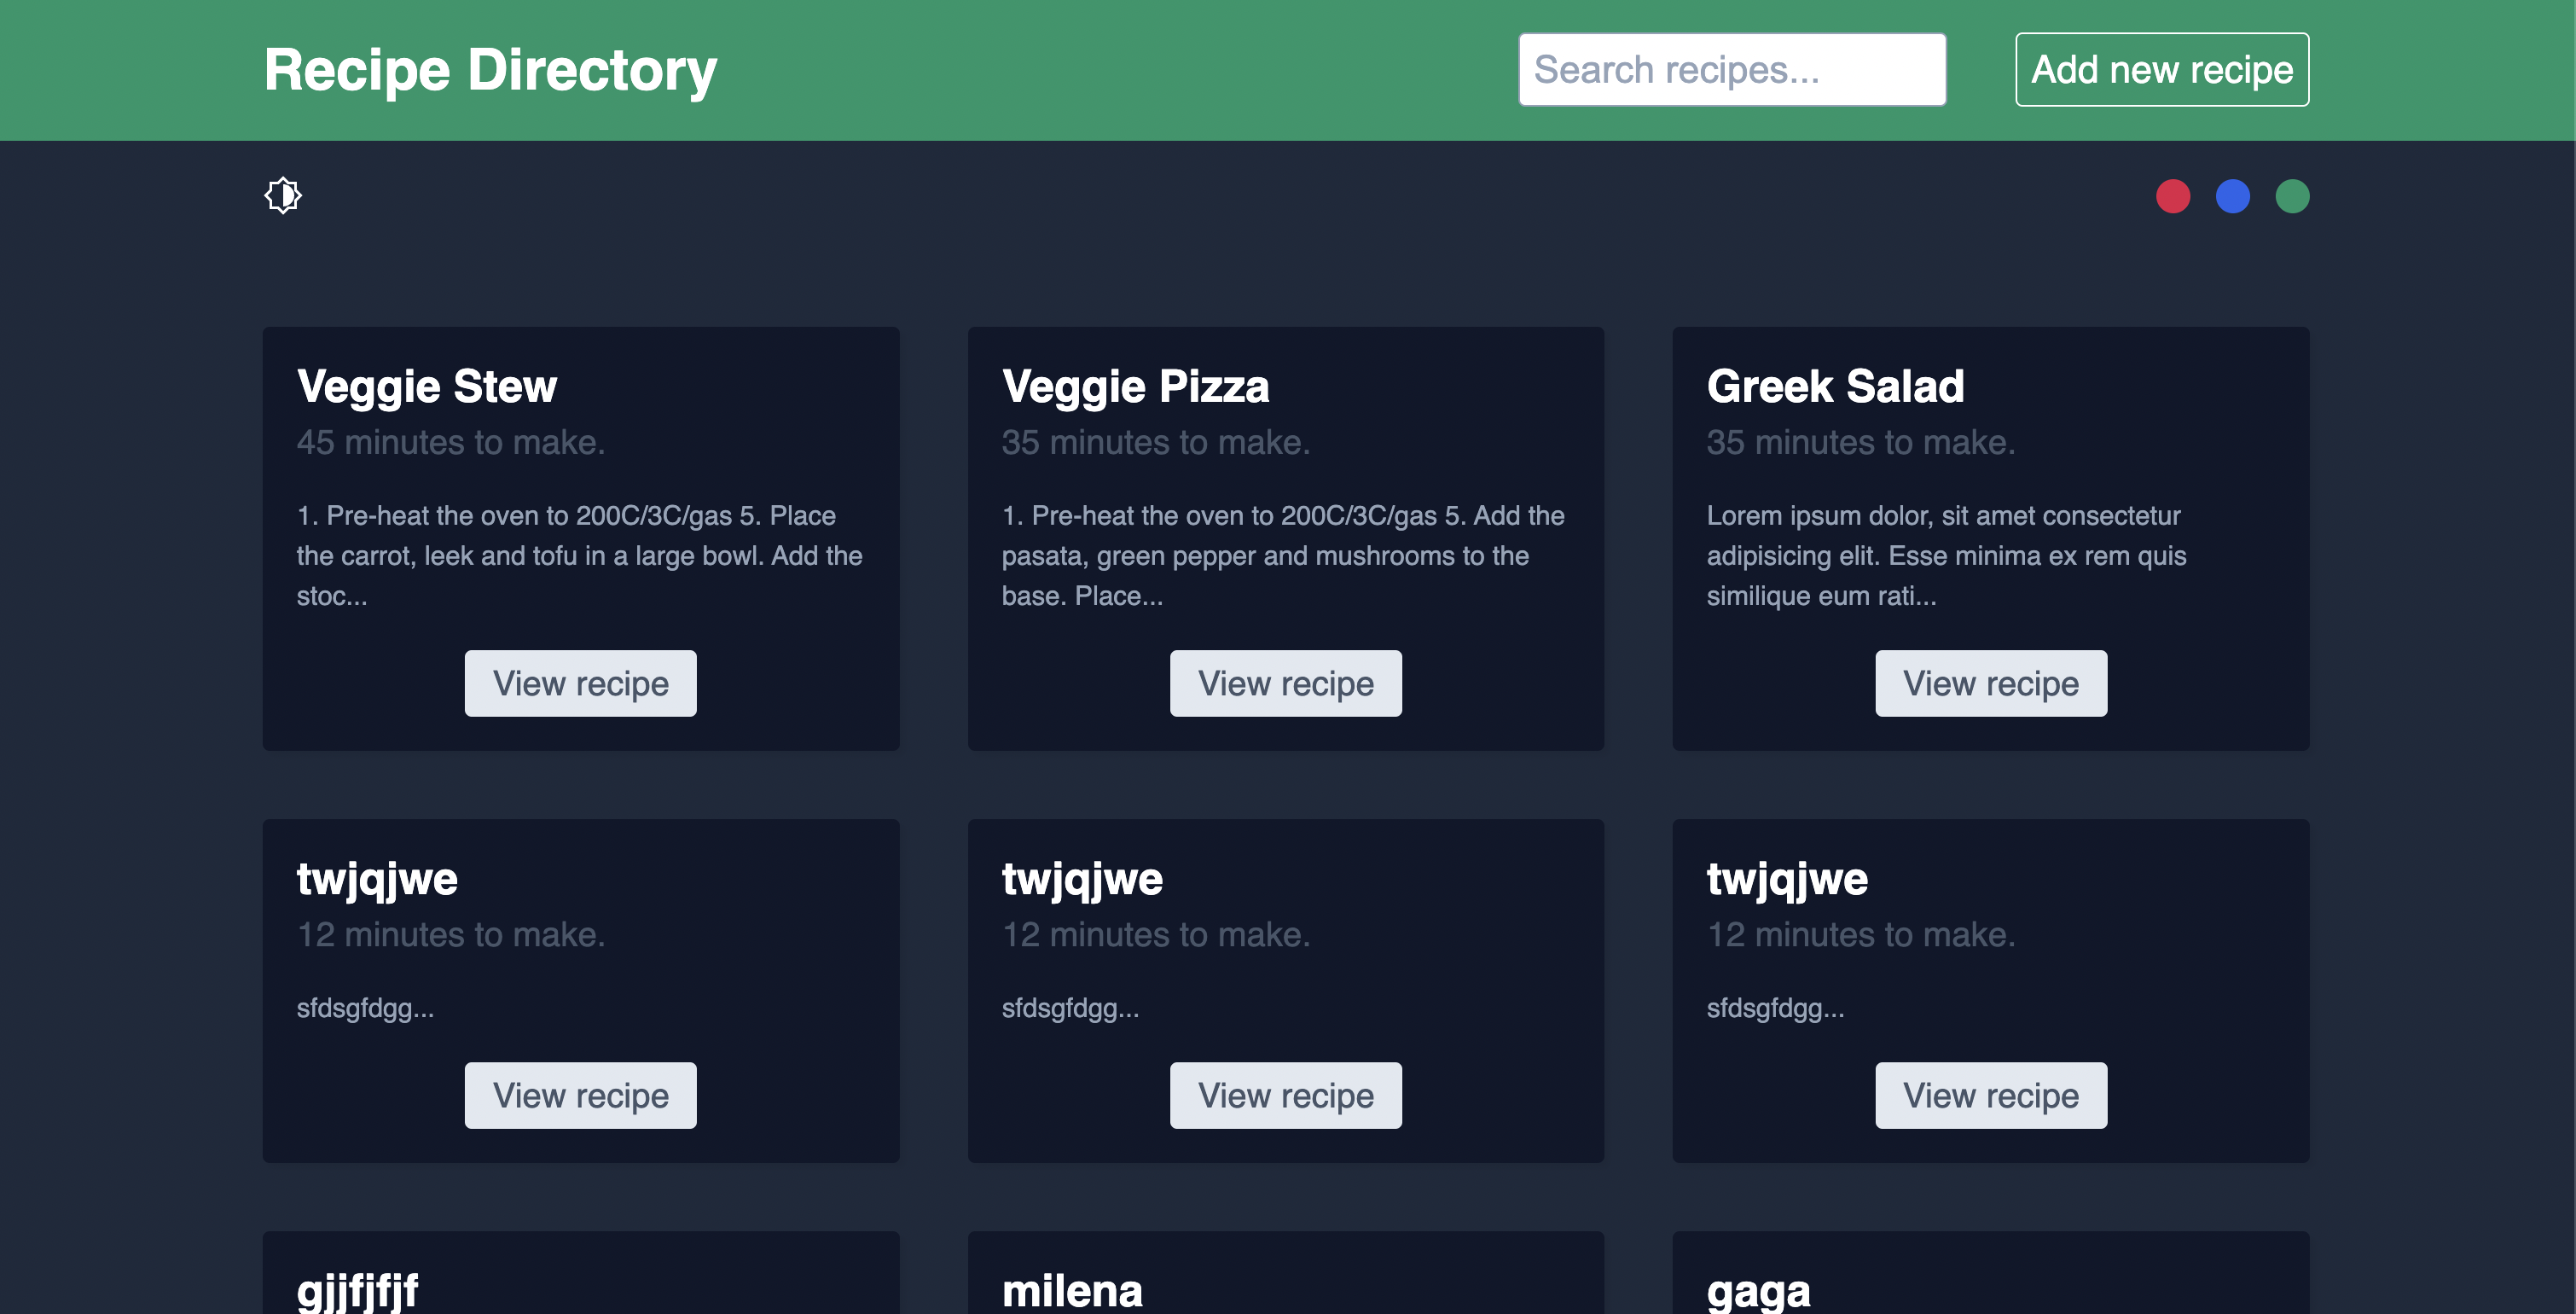 Recipe Directory
Search recipes...
Add new recipe
Veggie Stew
45 minutes to make.
1. Pre-heat the oven to 200C/3C/gas 5. Place
the carrot, leek and tofu in a large bowl. Add the
stoc...
View recipe
Veggie Pizza
35 minutes to make.
1. Pre-heat the oven to 200C/3C/gas 5. Add the
pasata, green pepper and mushrooms to the
base. Place...
View recipe
Greek Salad
35 minutes to make.
Lorem ipsum dolor, sit amet consectetur
adipisicing elit. Esse minima ex rem quis
similique eum rati...
View recipe
twjqjwe
12 minutes to make.
sfdsgfdgg...
View recipe
twjqjwe
12 minutes to make.
sfdsgfdgg...
View recipe
twjqjwe
12 minutes to make.
sfdsgfdgg...
View recipe
gjjfjfjf
milena
gaga